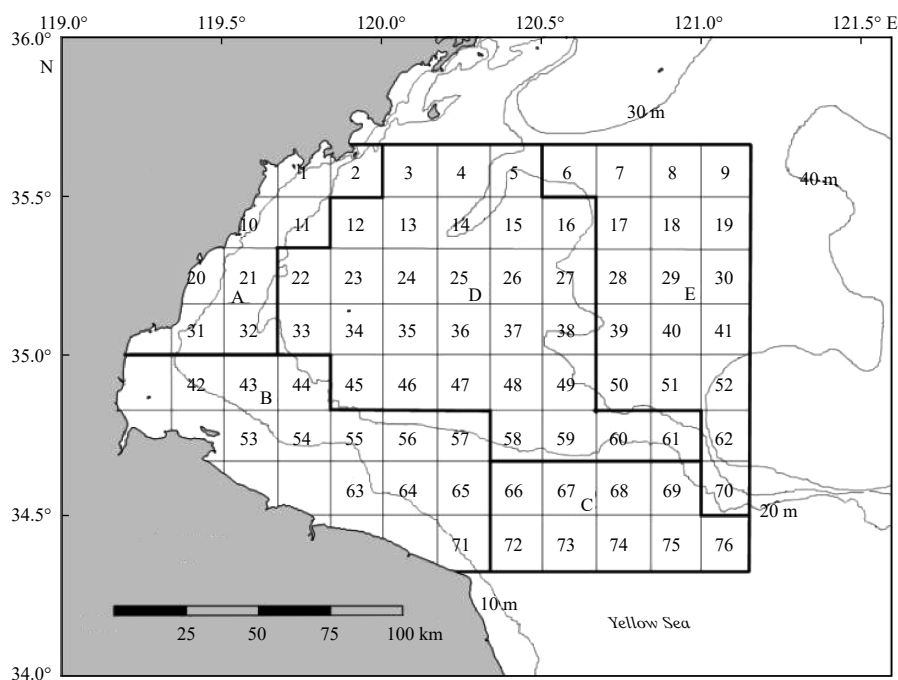 119.0° 119.5° 120.0° 120.5° 121.0° 121.5° E
36.0°
N
30 m
1 2 3 4 5 6 7 8 9
40 m
35.5°
10 11 12 13 14 15 16 17 18 19
20 21 22 23 24 25 26 27 28 29 30
A D E
31 32 33 34 35 36 37 38 39 40 41
35.0°
42 43 44 45 46 47 48 49 50 51 52
B
53 54 55 56 57 58 59 60 61 62
63 64 65 66 67 68 69 70
C
34.5°
20 m
71 72 73 74 75 76
10 m
25 50 75 100 km
Yellow Sea
34.0°